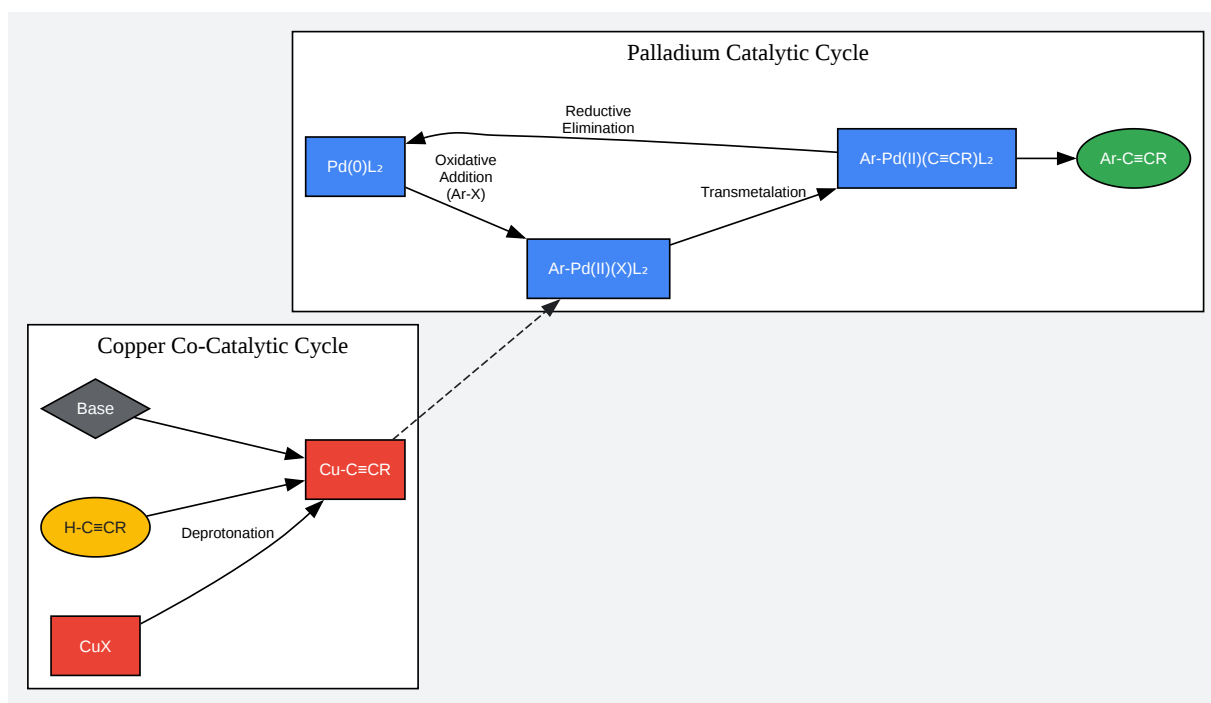 Palladium Catalytic Cycle
Reductive
Elimination
Pd(0)L₂
Oxidative
Addition
(Ar-X)
Ar-Pd(II)(C≡CR)L₂
Ar-C≡CR
Transmetalation
Ar-Pd(II)(X)L₂
Copper Co-Catalytic Cycle
Base
Cu-C≡CR
H-C≡CR
Deprotonation
CuX